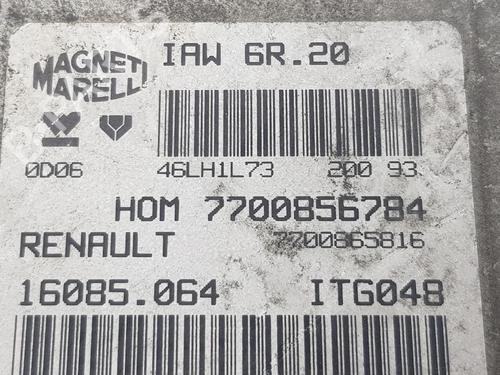 MAGNETI MARELLI
IAW 6R.20
0D06
46LH1L73 200 93
HOM 7700856784
RENAULT 7700865816
16085.064 ITG048